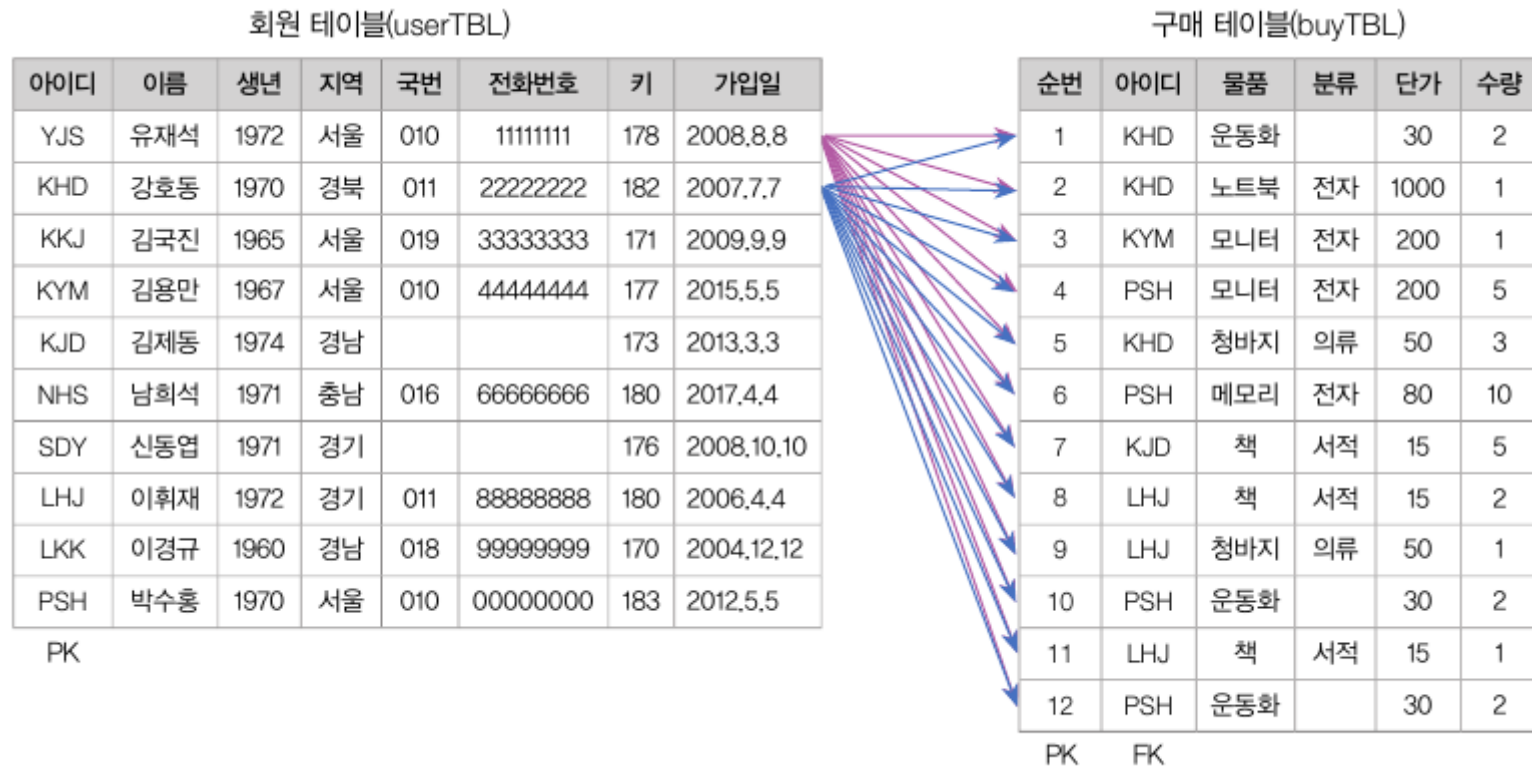 회원 테이블(userTBL)
아이디 이름 생년 지역 국번 전화번호 키 가입일
YJS 유재석 1972 서울 010 11111111 178 2008.8.8
KHD 강호동 1970 경북 011 22222222 182 2007.7.7
KKJ 김국진 1965 서울 019 33333333 171 2009.9.9
KYM 김용만 1967 서울 010 44444444 177 2015.5.5
KJD 김제동 1974 경남 173 2013.3.3
NHS 남희석 1971 충남 016 66666666 180 2017.4.4
SDY 신동엽 1971 경기 176 2008.10.10
LHJ 이휘재 1972 경기 011 88888888 180 2006.4.4
LKK 이경규 1960 경남 018 99999999 170 2004.12.12
PSH 박수홍 1970 서울 010 00000000 183 2012.5.5
PK
구매 테이블(buyTBL)
순번 아이디 물품 분류 단가 수량
1 KHD 운동화 30 2
2 KHD 노트북 전자 1000 1
3 KYM 모니터 전자 200 1
4 PSH 모니터 전자 200 5
5 KHD 청바지 의류 50 3
6 PSH 메모리 전자 80 10
7 KJD 책 서적 15 5
8 LHJ 책 서적 15 2
9 LHJ 청바지 의류 50 1
10 PSH 운동화 30 2
11 LHJ 책 서적 15 1
12 PSH 운동화 30 2
PK FK